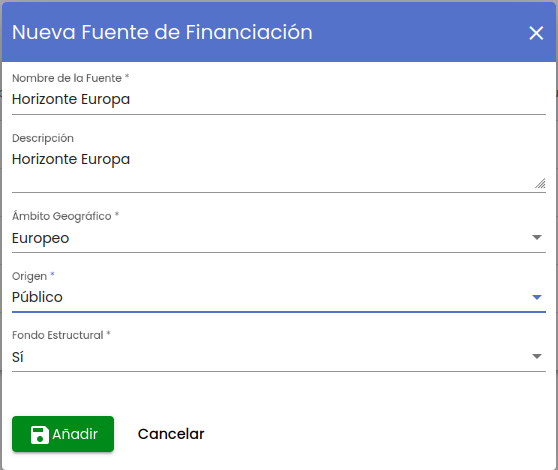 Nueva Fuente de Financiación
Nombre de la Fuente *
Horizonte Europa
Descripción
Horizonte Europa
Ámbito Geográfico *
Europeo
Origen *
Público
Fondo Estructural *
Sí
Añadir Cancelar